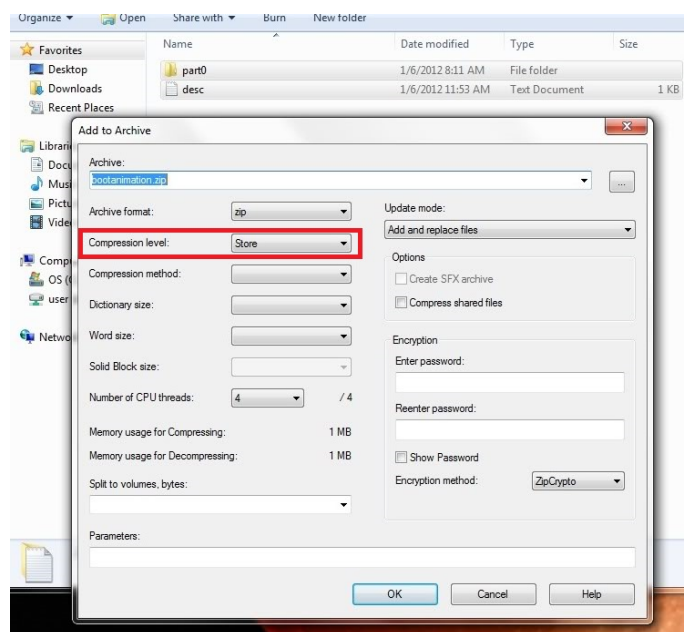 Organize Open Share with Burn New folder
Favorites
Desktop
Downloads
Recent Places
Name Date modified Type Size
part0 1/6/2012 8:11 AM File folder
desc 1/6/2012 11:53 AM Text Document 1 KB
Add to Archive
Archive:
bootanimation.zip
...
Archive format: zip
Compression level: Store
Compression method:
Dictionary size:
Word size:
Solid Block size:
Number of CPU threads: 4 / 4
Memory usage for Compressing: 1 MB
Memory usage for Decompressing: 1 MB
Split to volumes, bytes:
Update mode:
Add and replace files
Options
Create SFX archive
Compress shared files
Encryption
Enter password:
Reenter password:
Show Password
Encryption method: ZipCrypto
Parameters:
OK Cancel Help